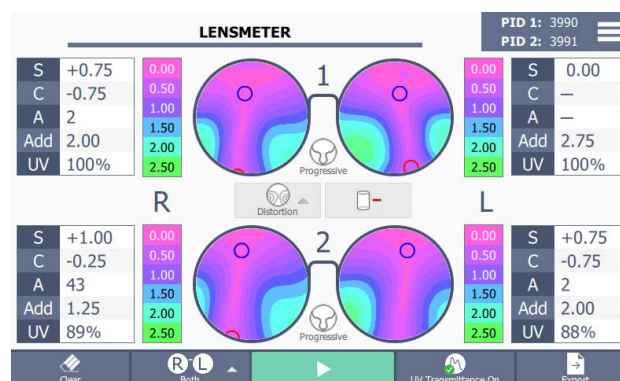 LENSMETER
PID 1: 3990
PID 2: 3991
S +0.75
C -0.75
A 2
Add 2.00
UV 100%
0.00
0.50
1.00
1.50
2.00
2.50
1
Progressive
0.00
0.50
1.00
1.50
2.00
2.50
S 0.00
C —
A —
Add 2.75
UV 100%
R
Distortion
L
S +1.00
C -0.25
A 43
Add 1.25
UV 89%
0.00
0.50
1.00
1.50
2.00
2.50
2
Progressive
0.00
0.50
1.00
1.50
2.00
2.50
S +0.75
C -0.75
A 2
Add 2.00
UV 88%
Clear
R L
Both
UV Transmittance On
Export